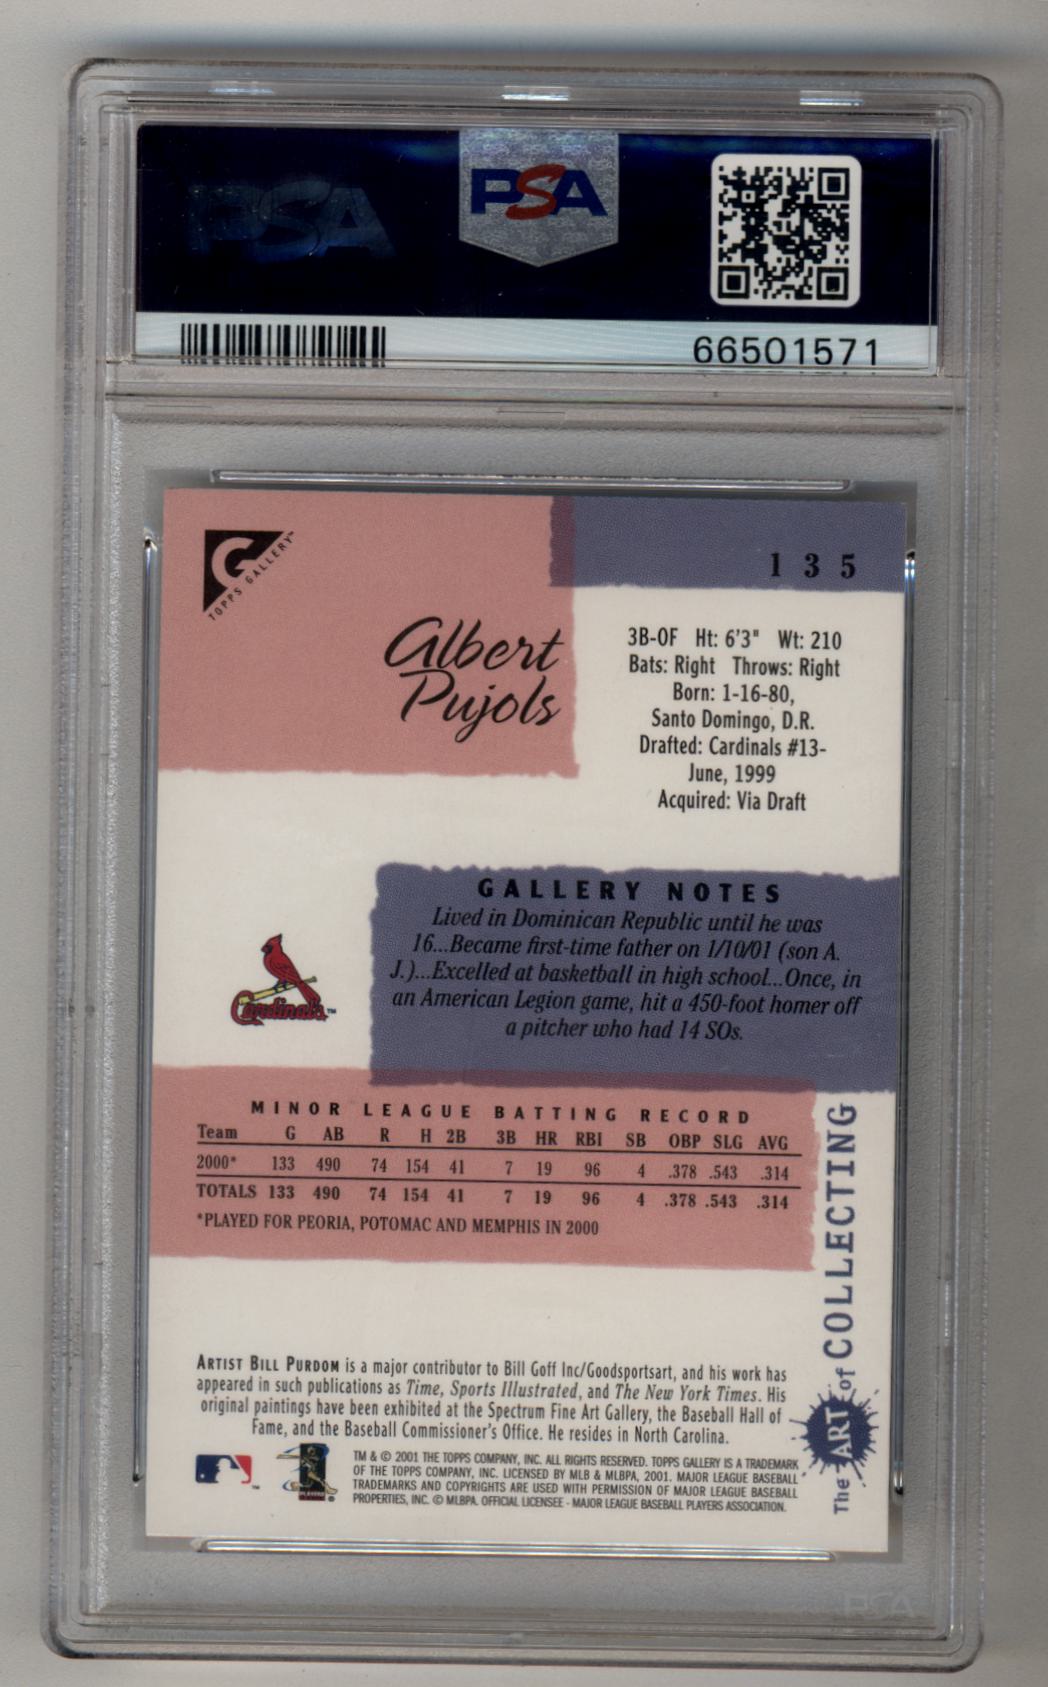 PSA
PSA
66501571
G
TOPPS GALLERY™
135
Albert
Pujols
3B-OF Ht: 6'3" Wt: 210
Bats: Right Throws: Right
Born: 1-16-80,
Santo Domingo, D.R.
Drafted: Cardinals #13-
June, 1999
Acquired: Via Draft
GALLERY NOTES
Lived in Dominican Republic until he was
16...Became first-time father on 1/10/01 (son A.
J.)...Excelled at basketball in high school...Once, in
an American Legion game, hit a 450-foot homer off
a pitcher who had 14 SOs.
Cardinals™
MINOR LEAGUE BATTING RECORD
Team G AB R H 2B 3B HR RBI SB OBP SLG AVG
2000* 133 490 74 154 41 7 19 96 4 .378 .543 .314
TOTALS 133 490 74 154 41 7 19 96 4 .378 .543 .314
*PLAYED FOR PEORIA, POTOMAC AND MEMPHIS IN 2000
The ART of COLLECTING
ARTIST BILL PURDOM is a major contributor to Bill Goff Inc/Goodsportsart, and his work has
appeared in such publications as Time, Sports Illustrated, and The New York Times. His
original paintings have been exhibited at the Spectrum Fine Art Gallery, the Baseball Hall of
Fame, and the Baseball Commissioner's Office. He resides in North Carolina.
TM & © 2001 THE TOPPS COMPANY, INC. ALL RIGHTS RESERVED. TOPPS GALLERY IS A TRADEMARK
OF THE TOPPS COMPANY, INC. LICENSED BY MLB & MLBPA, 2001. MAJOR LEAGUE BASEBALL
TRADEMARKS AND COPYRIGHTS ARE USED WITH PERMISSION OF MAJOR LEAGUE BASEBALL
PROPERTIES, INC. © MLBPA. OFFICIAL LICENSEE - MAJOR LEAGUE BASEBALL PLAYERS ASSOCIATION.
PSA